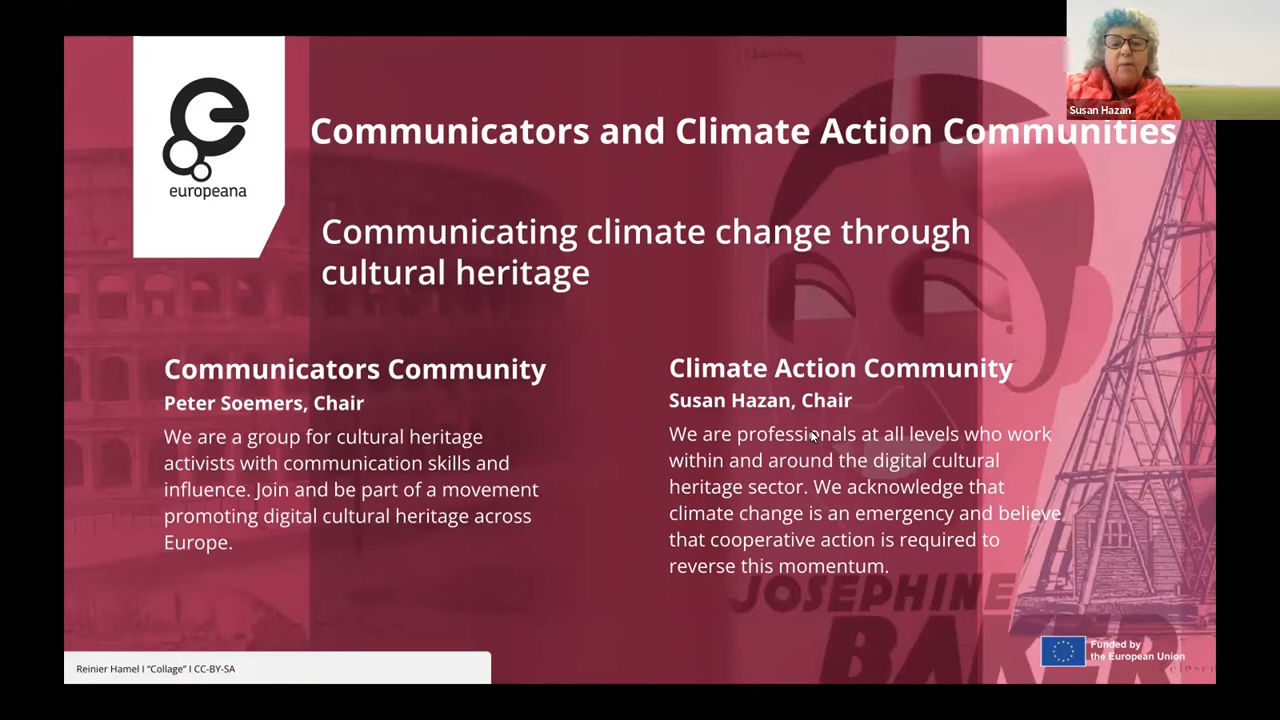 Susan Hazan
europeana
Communicators and Climate Action Communities
Communicating climate change through
cultural heritage
Communicators Community
Peter Soemers, Chair
We are a group for cultural heritage
activists with communication skills and
influence. Join and be part of a movement
promoting digital cultural heritage across
Europe.
Climate Action Community
Susan Hazan, Chair
We are professionals at all levels who work
within and around the digital cultural
heritage sector. We acknowledge that
climate change is an emergency and believe
that cooperative action is required to
reverse this momentum.
JOSEPHINE
BAKER
Reinier Hamel I “Collage” I CC-BY-SA
Funded by
the European Union